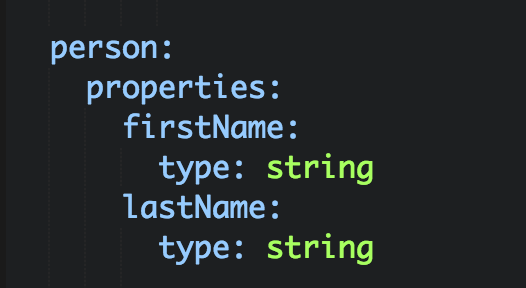 person:
  properties:
    firstName:
      type: string
    lastName:
      type: string